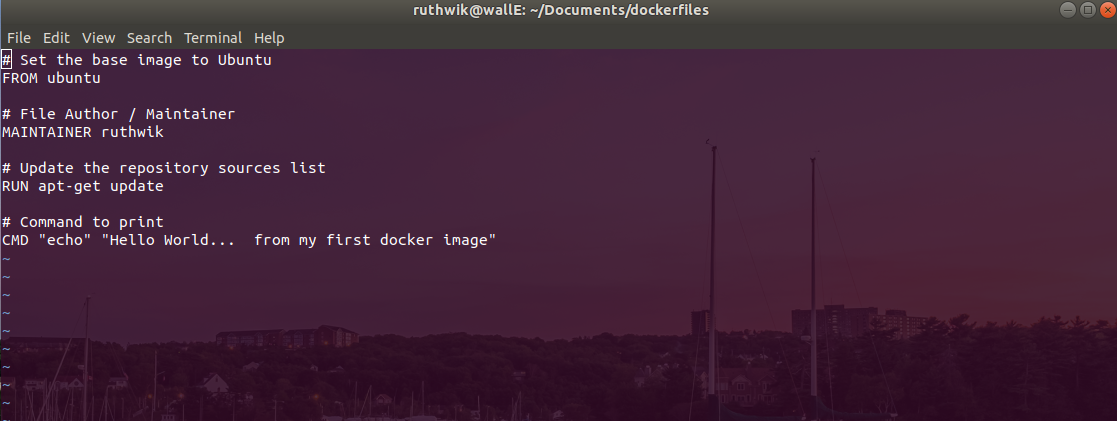 ruthwik@wallE: ~/Documents/dockerfiles
File Edit View Search Terminal Help
# Set the base image to Ubuntu
FROM ubuntu
# File Author / Maintainer
MAINTAINER ruthwik
# Update the repository sources list
RUN apt-get update
# Command to print
CMD "echo" "Hello World...  from my first docker image"
~
~
~
~
~
~
~
~
~
~